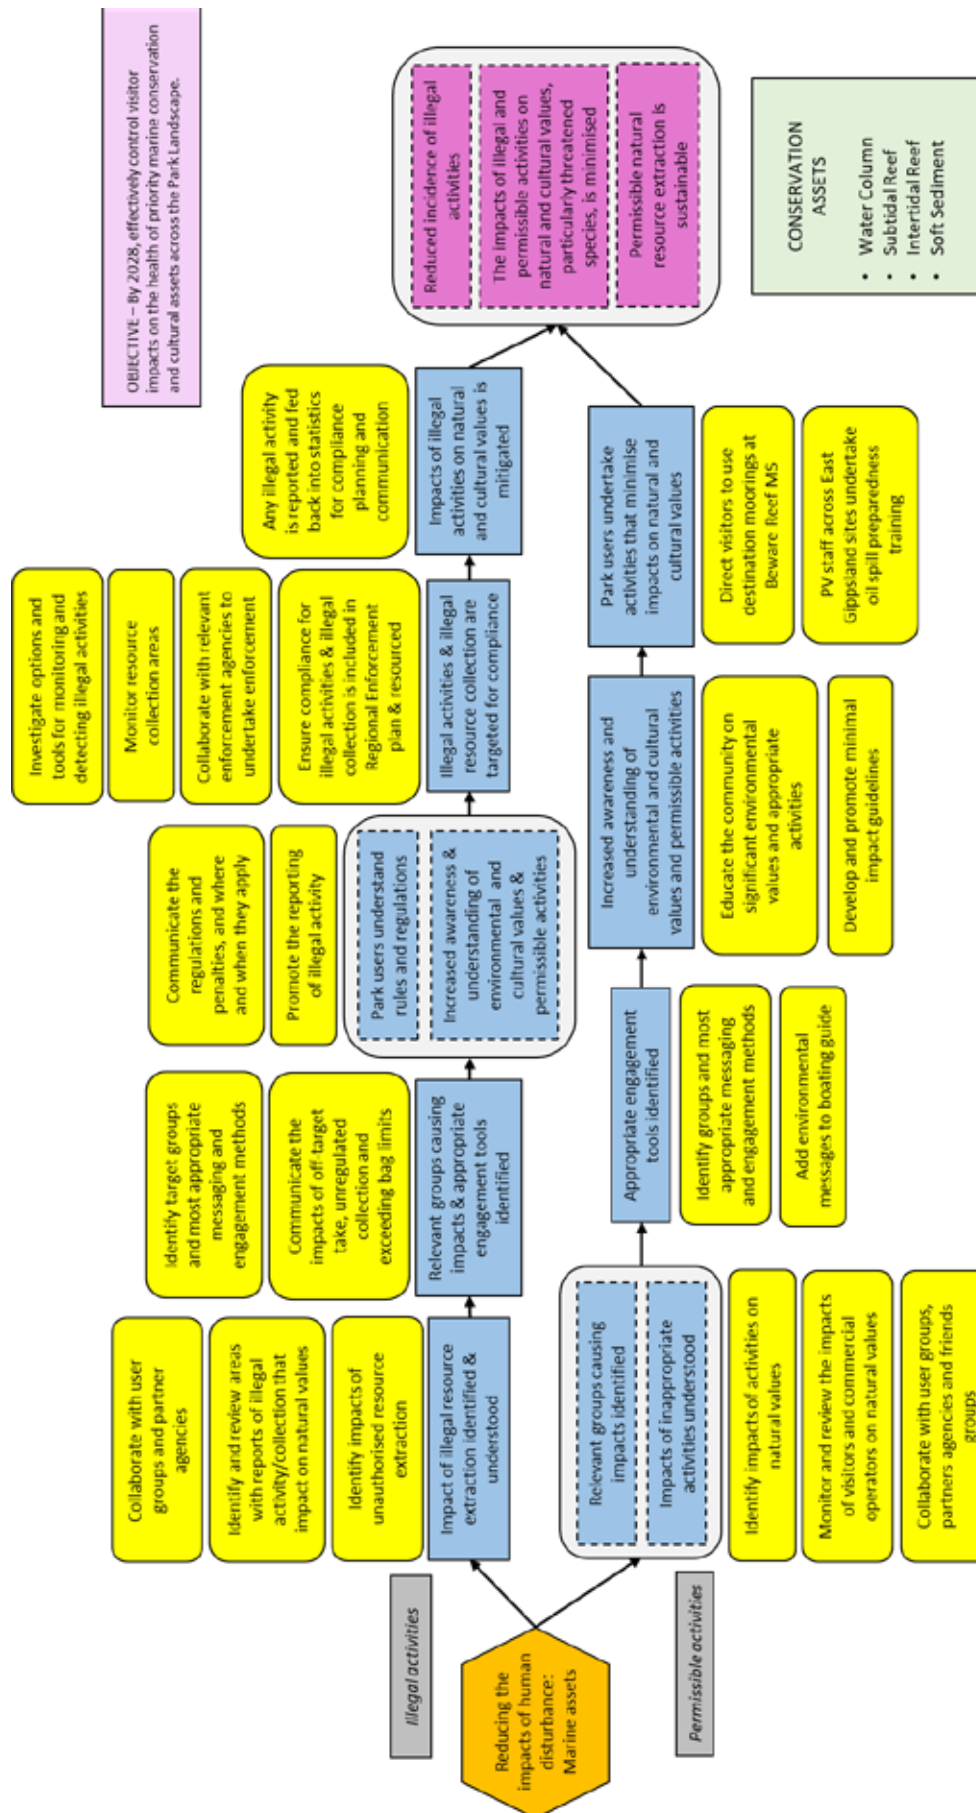 OBJECTIVE – By 2028, effectively control visitor
impacts on the health of priority marine conservation
and cultural assets across the Park Landscape.
Reducing the
impacts of human
disturbance:
Marine assets
Illegal activities
Collaborate with user
groups and partner
agencies
Identify and review areas
with reports of illegal
activity/collection that
impact on natural values
Identify impacts of
unauthorised resource
extraction
Impact of illegal resource
extraction identified &
understood
Identify target groups
and most appropriate
messaging and
engagement methods
Communicate the
impacts of off-target
take, unregulated
collection and
exceeding bag limits
Relevant groups causing
impacts & appropriate
engagement tools
identified
Communicate the
regulations and
penalties, and where
and when they apply
Promote the reporting
of illegal activity
Park users understand
rules and regulations
Increased awareness &
understanding of
environmental and
cultural values &
permissible activities
Investigate options and
tools for monitoring and
detecting illegal activities
Monitor resource
collection areas
Collaborate with relevant
enforcement agencies to
undertake enforcement
Ensure compliance for
illegal activities & illegal
collection is included in
Regional Enforcement
plan & resourced
Illegal activities & illegal
resource collection are
targeted for compliance
Any illegal activity
is reported and fed
back into statistics
for compliance
planning and
communication
Impacts of illegal
activities on natural
and cultural values is
mitigated
Reduced incidence of illegal
activities
The impacts of illegal and
permissible activities on
natural and cultural values,
particularly threatened
species, is minimised
Permissible natural
resource extraction is
sustainable
Permissible activities
Relevant groups causing
impacts identified
Impacts of inappropriate
activities understood
Identify impacts of activities on
natural values
Monitor and review the impacts
of visitors and commercial
operators on natural values
Collaborate with user groups,
partners agencies and friends
groups
Appropriate engagement
tools identified
Identify groups and most
appropriate messaging
and engagement methods
Add environmental
messages to boating guide
Increased awareness and
understanding of
environmental and cultural
values and permissible activities
Educate the community on
significant environmental
values and appropriate
activities
Develop and promote minimal
impact guidelines
Park users undertake
activities that minimise
impacts on natural and
cultural values
Direct visitors to use
destination moorings at
Beware Reef MS
PV staff across East
Gippsland sites undertake
oil spill preparedness
training
CONSERVATION
ASSETS
• Water Column
• Subtidal Reef
• Intertidal Reef
• Soft Sediment